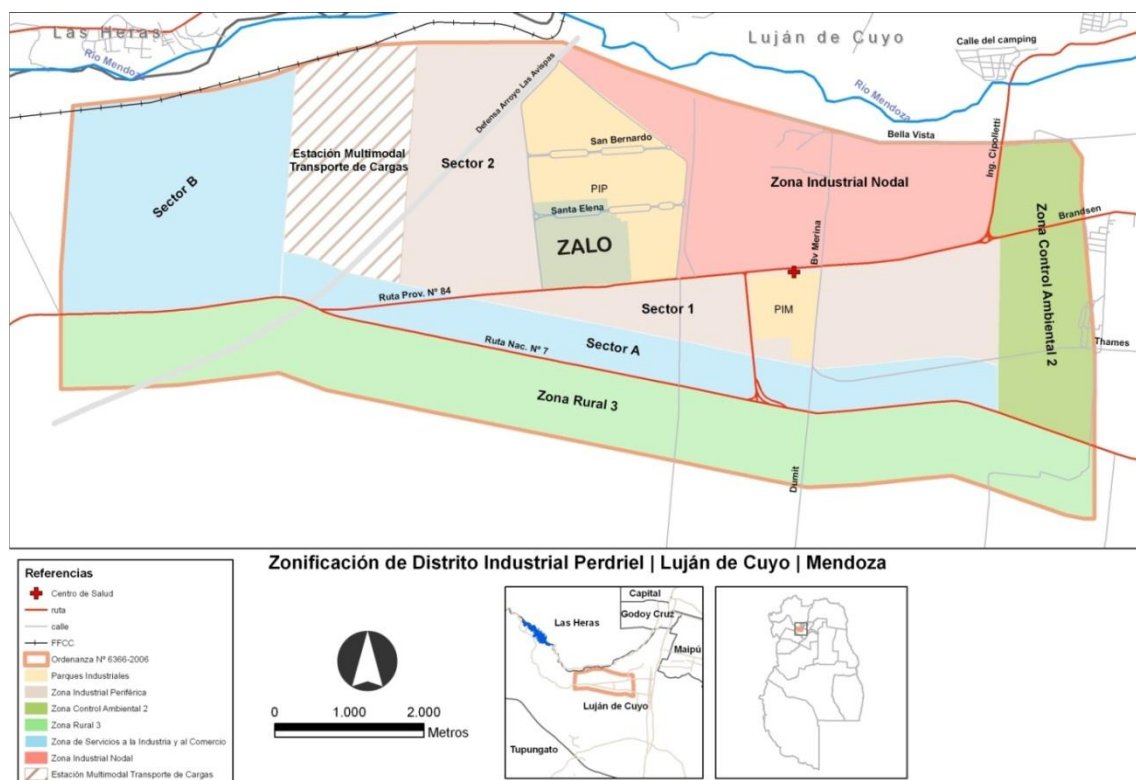 Las Heras
Río Mendoza
Luján de Cuyo
Calle del camping
Río Mendoza
Defensa Arroyo Las Avispas
Bella Vista
Ing. Cipolletti
San Bernardo
Estación Multimodal
Transporte de Cargas
Sector 2
Zona Industrial Nodal
Sector B
PIP
Santa Elena
Brandsen
Zona Control Ambiental 2
ZALO
Bv Merina
Ruta Prov. Nº 84
Sector 1
PIM
Ruta Nac. Nº 7
Sector A
Thames
Zona Rural 3
Dumit
Zonificación de Distrito Industrial Perdriel | Luján de Cuyo | Mendoza
Referencias
Centro de Salud
ruta
calle
FFCC
Ordenanza Nº 6366-2006
Parques Industriales
Zona Industrial Periférica
Zona Control Ambiental 2
Zona Rural 3
Zona de Servicios a la Industria y al Comercio
Zona Industrial Nodal
Estación Multimodal Transporte de Cargas
0 1.000 2.000
Metros
Capital
Godoy Cruz
Las Heras
Maipú
Luján de Cuyo
Tupungato